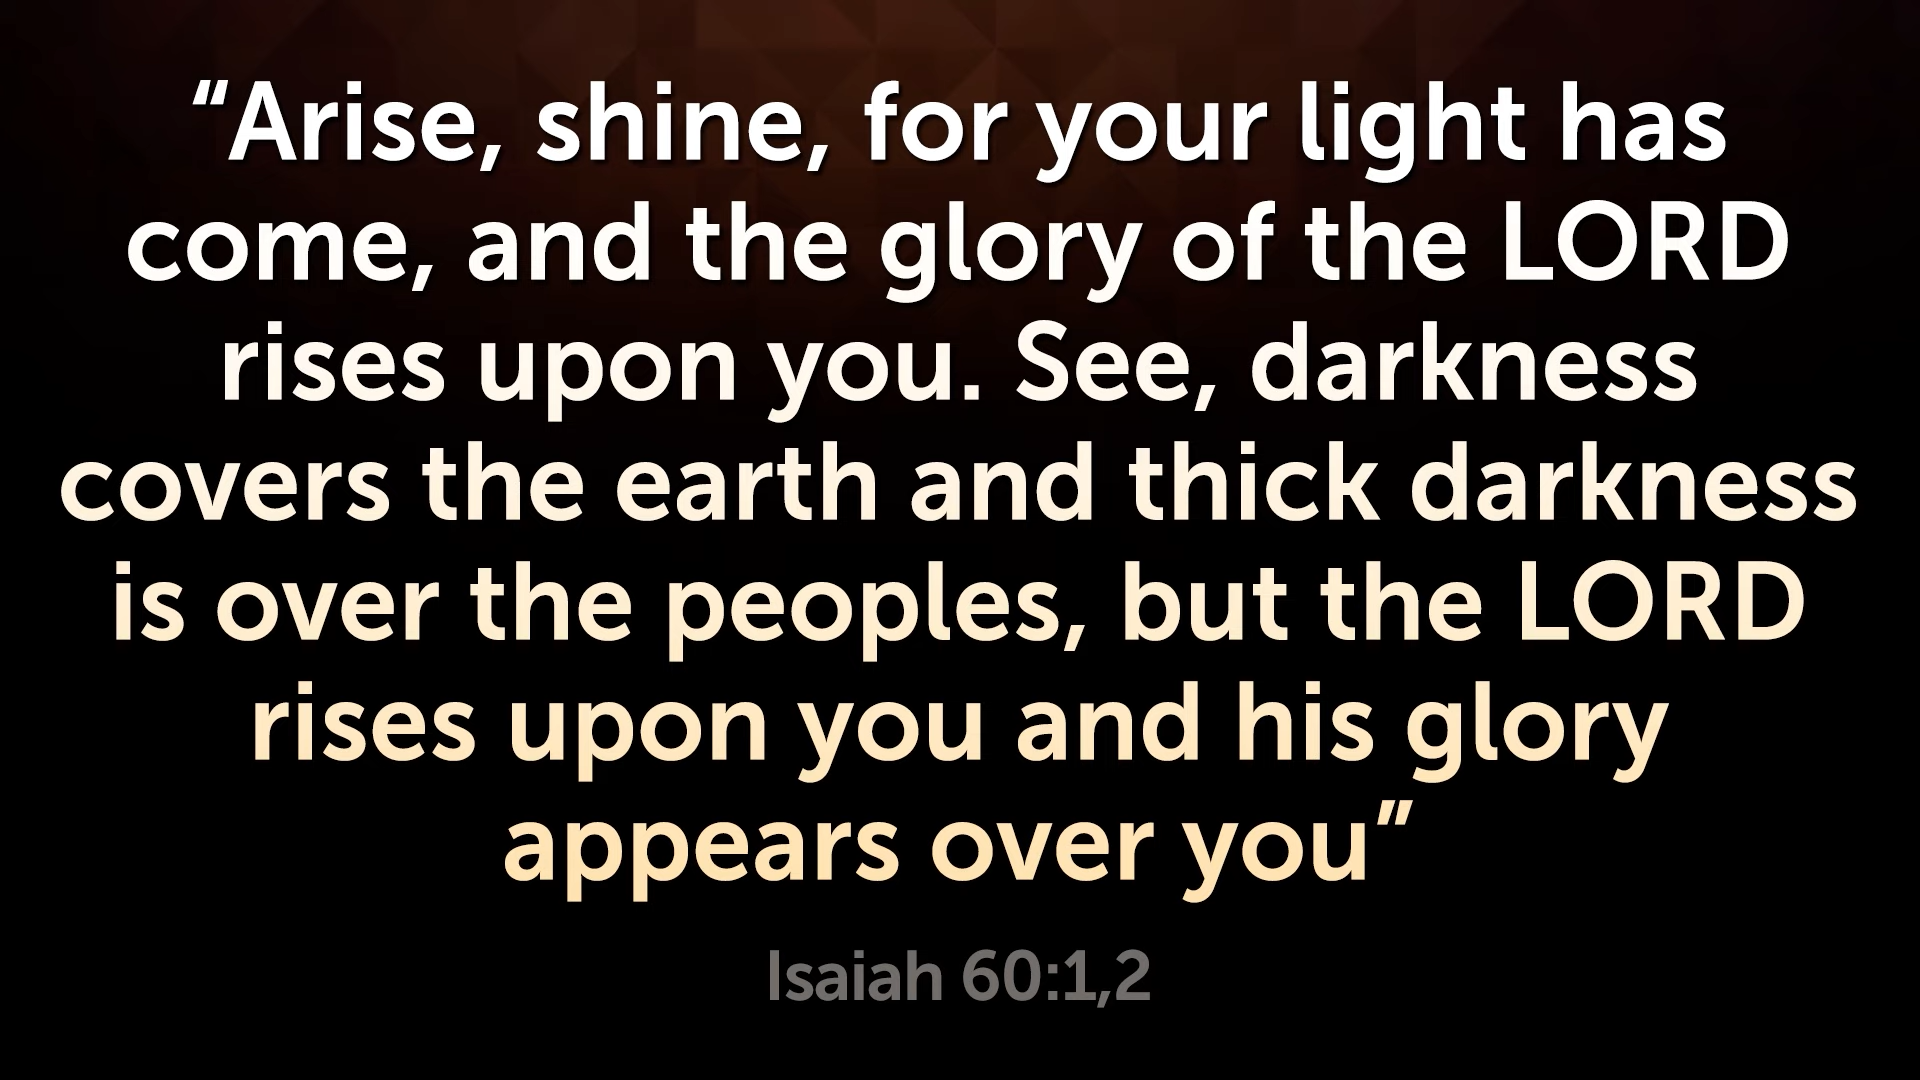 “Arise, shine, for your light has
come, and the glory of the LORD
rises upon you. See, darkness
covers the earth and thick darkness
is over the peoples, but the LORD
rises upon you and his glory
appears over you”
Isaiah 60:1,2